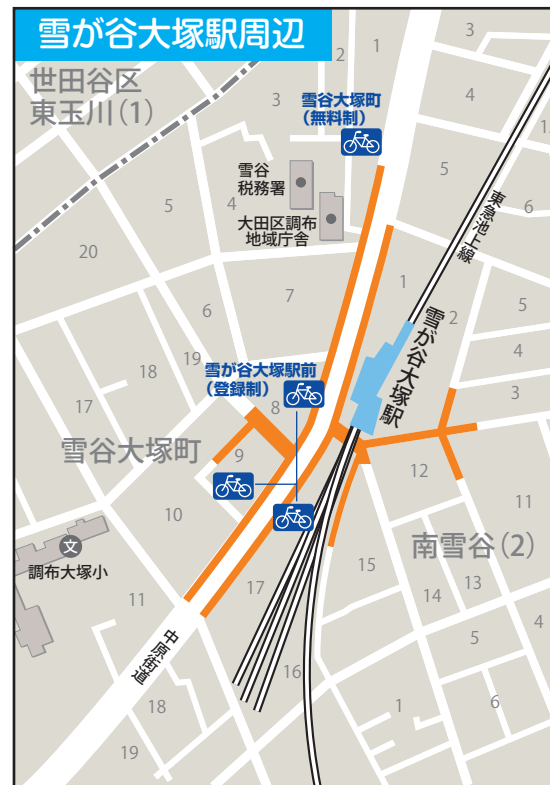 雪が谷大塚駅周辺
世田谷区
東玉川(1)
2
1
3
3
4
1
雪谷大塚町
(無料制)
雪谷
税務署
4
大田区調布
地域庁舎
5
5
6
東急池上線
20
7
1
2
5
6
4
雪が谷大塚駅
19
18
雪が谷大塚駅前
(登録制)
8
3
17
雪谷大塚町
9
12
10
11
南雪谷(2)
文
調布大塚小
11
17
15
14
13
4
中原街道
16
5
18
1
6
19